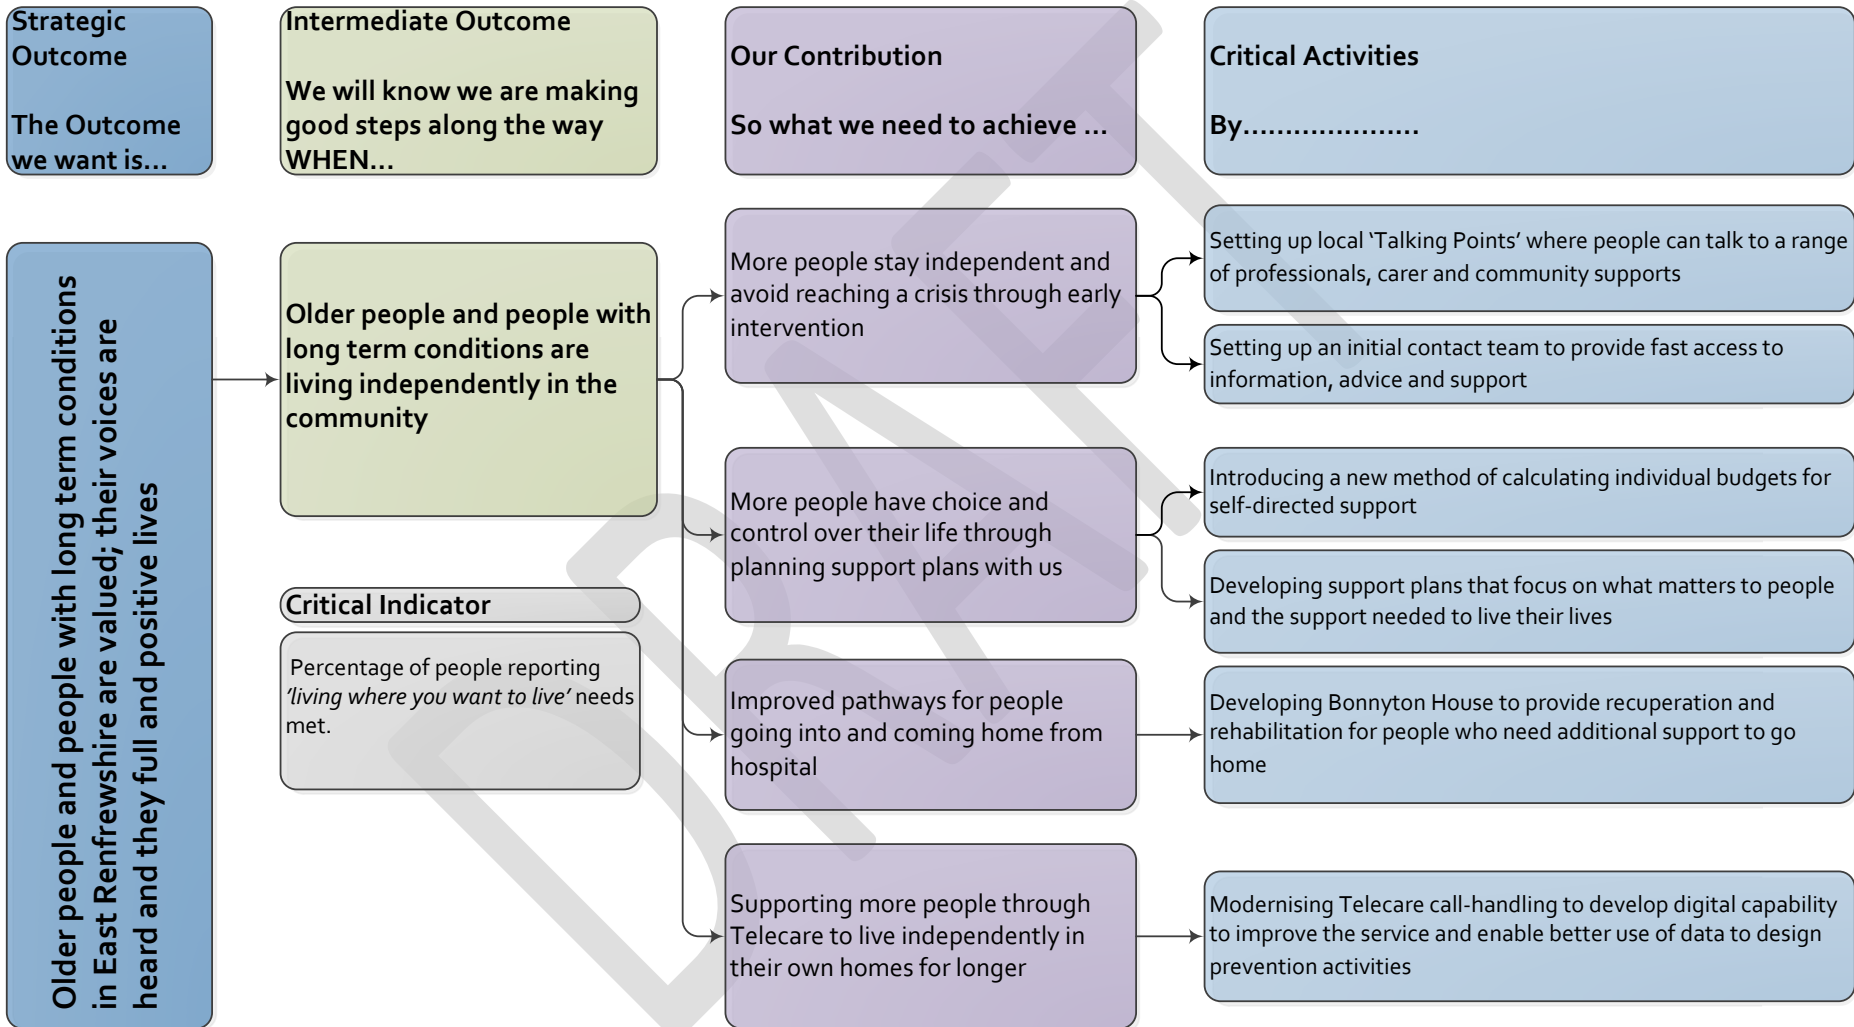 Strategic
Outcome
The Outcome
we want is...
Intermediate Outcome
We will know we are making
good steps along the way
WHEN...
Our Contribution
So what we need to achieve ...
Critical Activities
By.....................
Older people and people with long term conditions
in East Renfrewshire are valued; their voices are
heard and they full and positive lives
Older people and people with
long term conditions are
living independently in the
community
Critical Indicator
Percentage of people reporting
'living where you want to live' needs
met.
More people stay independent and
avoid reaching a crisis through early
intervention
Setting up local ‘Talking Points’ where people can talk to a range
of professionals, carer and community supports
Setting up an initial contact team to provide fast access to
information, advice and support
More people have choice and
control over their life through
planning support plans with us
Introducing a new method of calculating individual budgets for
self-directed support
Developing support plans that focus on what matters to people
and the support needed to live their lives
Improved pathways for people
going into and coming home from
hospital
Developing Bonnyton House to provide recuperation and
rehabilitation for people who need additional support to go
home
Supporting more people through
Telecare to live independently in
their own homes for longer
Modernising Telecare call-handling to develop digital capability
to improve the service and enable better use of data to design
prevention activities
DRAFT